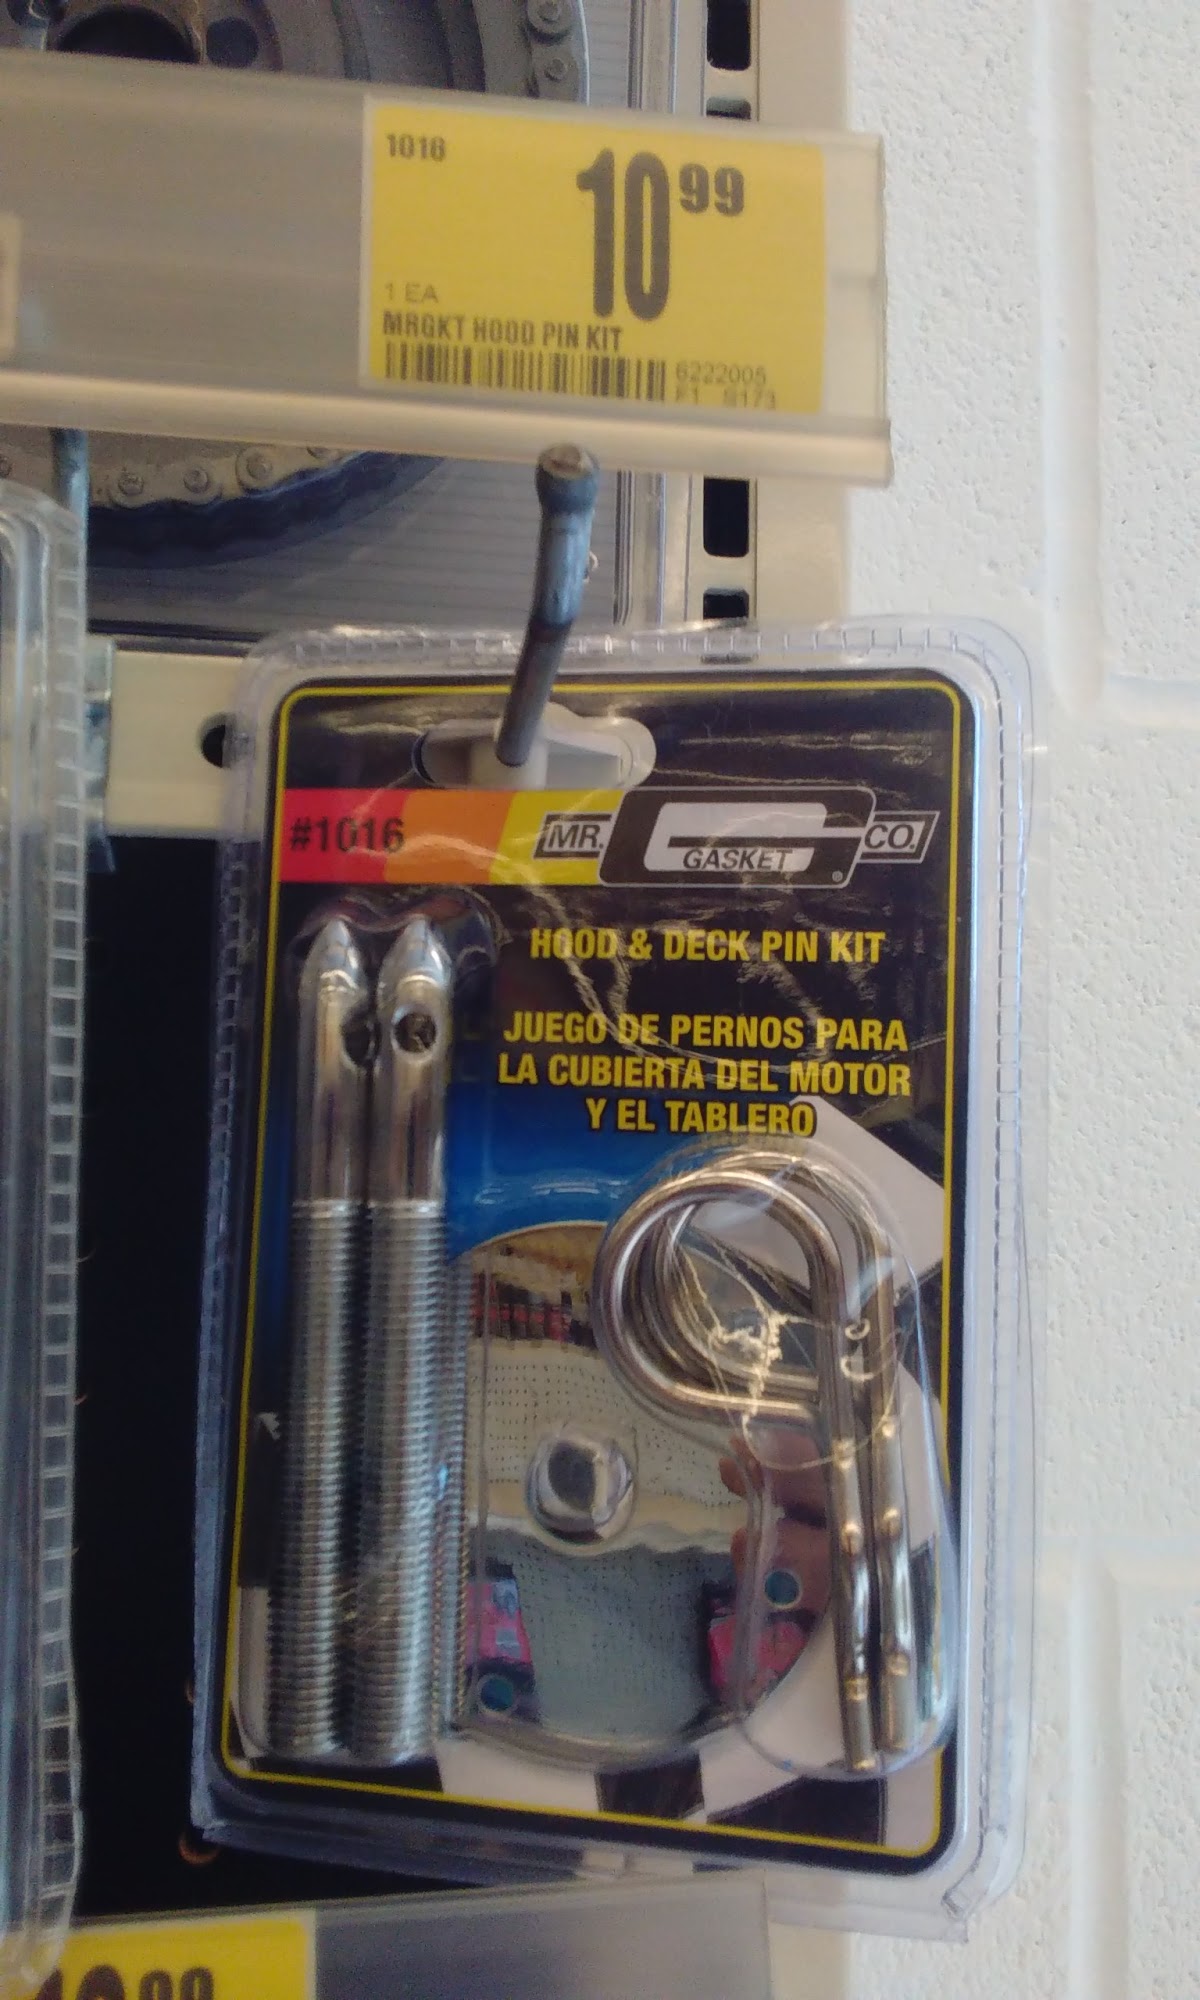 1016
10 99
1 EA
MRGKT HOOD PIN KIT
6222005
#1016
MR. GASKET CO.
HOOD & DECK PIN KIT
JUEGO DE PERNOS PARA
LA CUBIERTA DEL MOTOR
Y EL TABLERO